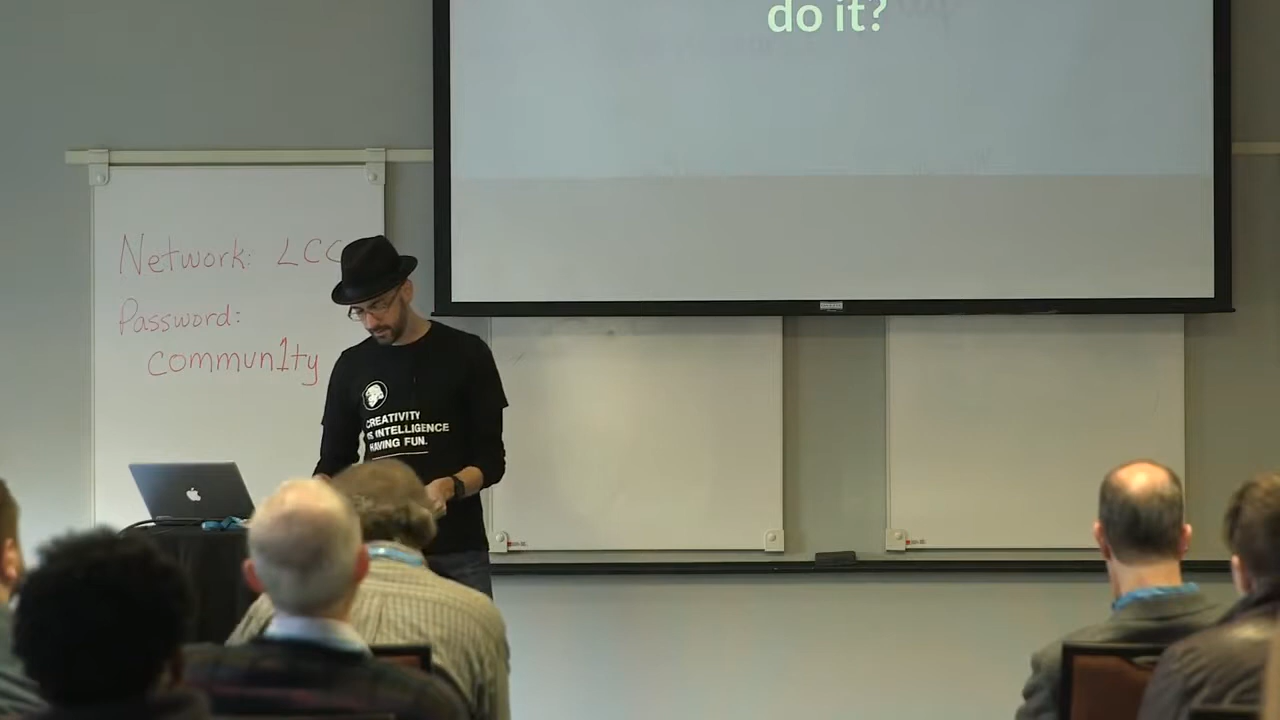 do it?
Network: LCC
Password:
commun1ty
CREATIVITY
IS INTELLIGENCE
HAVING FUN.